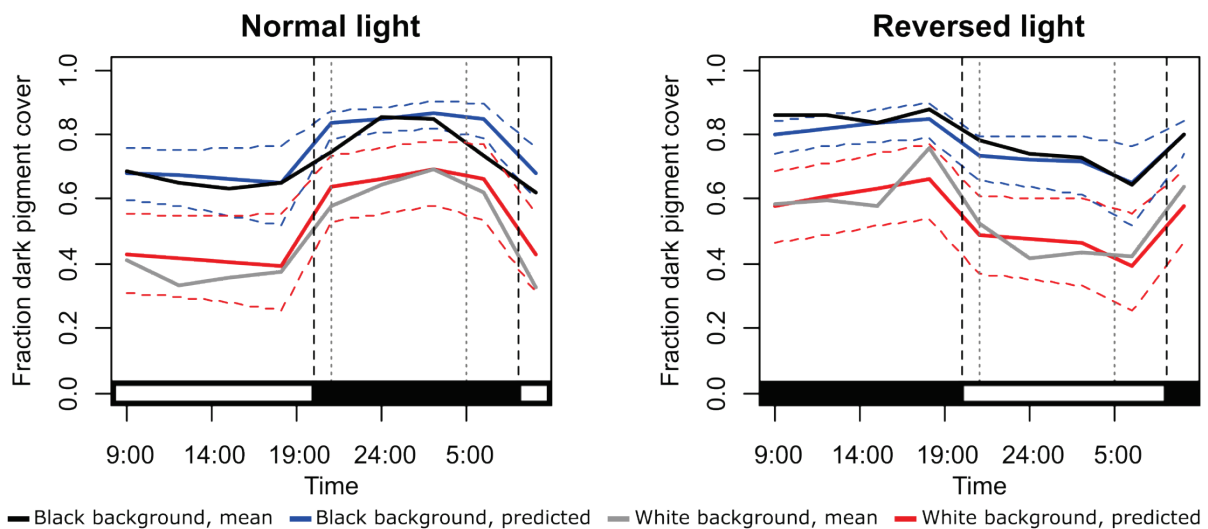 Normal light
Reversed light
Fraction dark pigment cover
1.0
0.8
0.6
0.4
0.2
0.0
9:00 14:00 19:00 24:00 5:00
Time
Fraction dark pigment cover
1.0
0.8
0.6
0.4
0.2
0.0
9:00 14:00 19:00 24:00 5:00
Time
Black background, mean Black background, predicted White background, mean White background, predicted